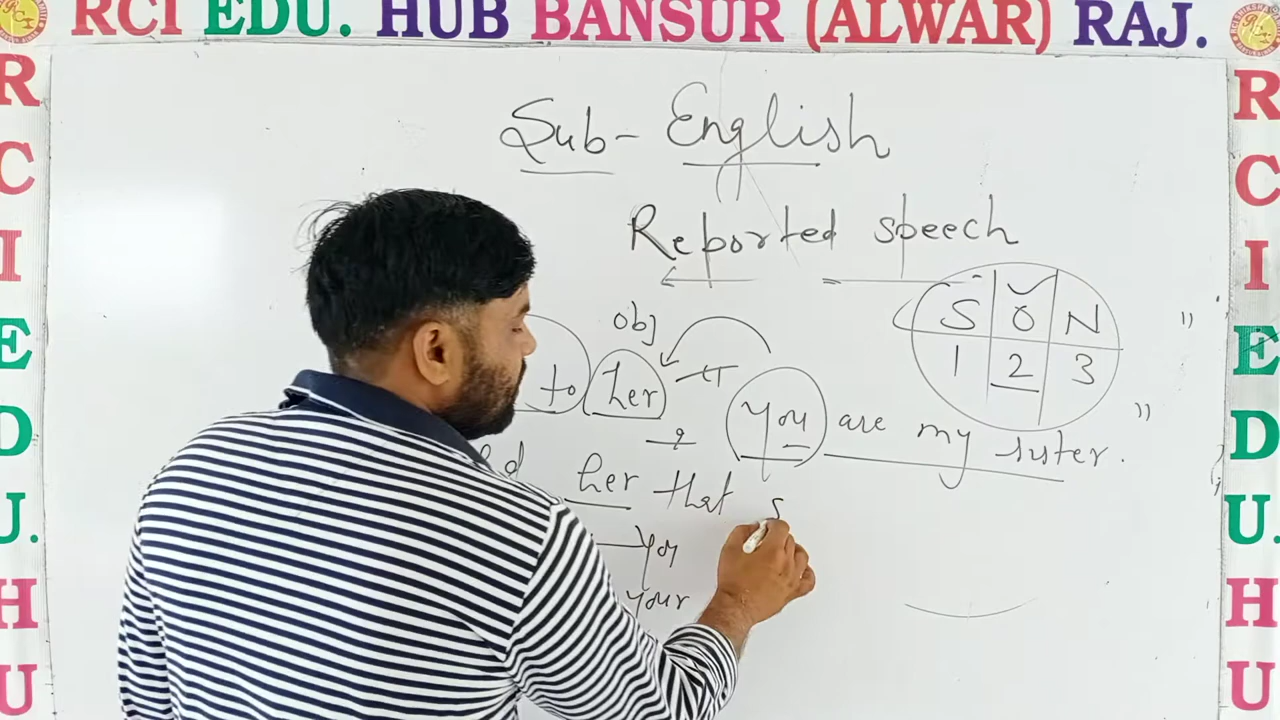 RCI EDU. HUB BANSUR (ALWAR) RAJ.
R
C
I
E
D
U.
H
U
R
C
I
E
D
U.
H
U
Sub- English
Reported speech
S O N
1 2 3
obj
to her you are my sister. "
her that s
you
your